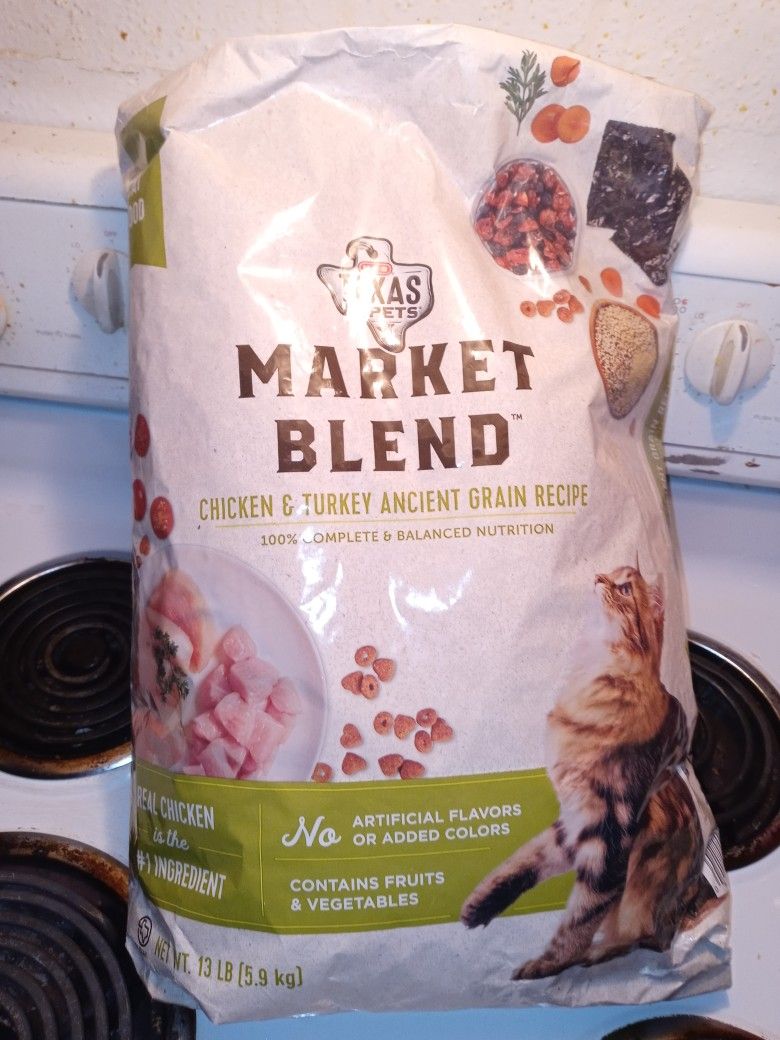 H-E-B
TEXAS
PETS
MARKET
BLEND™
CHICKEN & TURKEY ANCIENT GRAIN RECIPE
100% COMPLETE & BALANCED NUTRITION
REAL CHICKEN
is the
#1 INGREDIENT
No ARTIFICIAL FLAVORS
OR ADDED COLORS
CONTAINS FRUITS
& VEGETABLES
NET WT. 13 LB (5.9 kg)